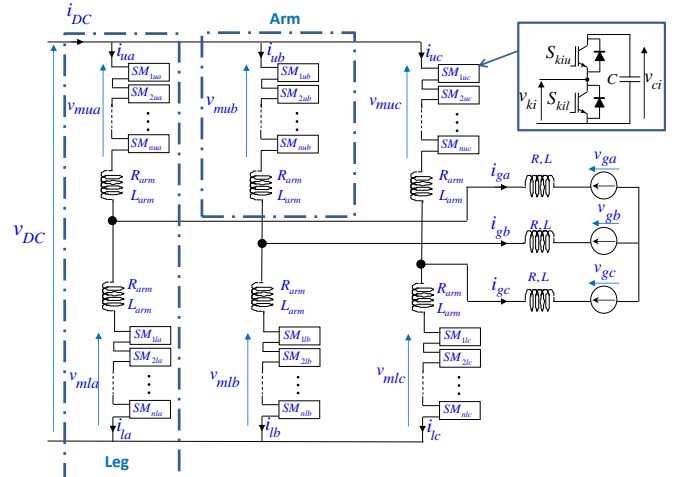 i_DC
Arm
i_ua
i_ub
i_uc
SM_1ua
SM_2ua
SM_nua
v_mua
SM_1ub
SM_2ub
SM_nub
v_mub
SM_1uc
SM_2uc
SM_nuc
v_muc
S_kiu
S_kil
C
v_ki
v_ci
R_arm
L_arm
R_arm
L_arm
R_arm
L_arm
i_ga
R,L
v_ga
i_gb
R,L
v_gb
i_gc
R,L
v_gc
v_DC
R_arm
L_arm
R_arm
L_arm
R_arm
L_arm
SM_1la
SM_2la
SM_nla
v_mla
SM_1lb
SM_2lb
SM_nlb
v_mlb
SM_1lc
SM_2lc
SM_nlc
v_mlc
i_la
i_lb
i_lc
Leg